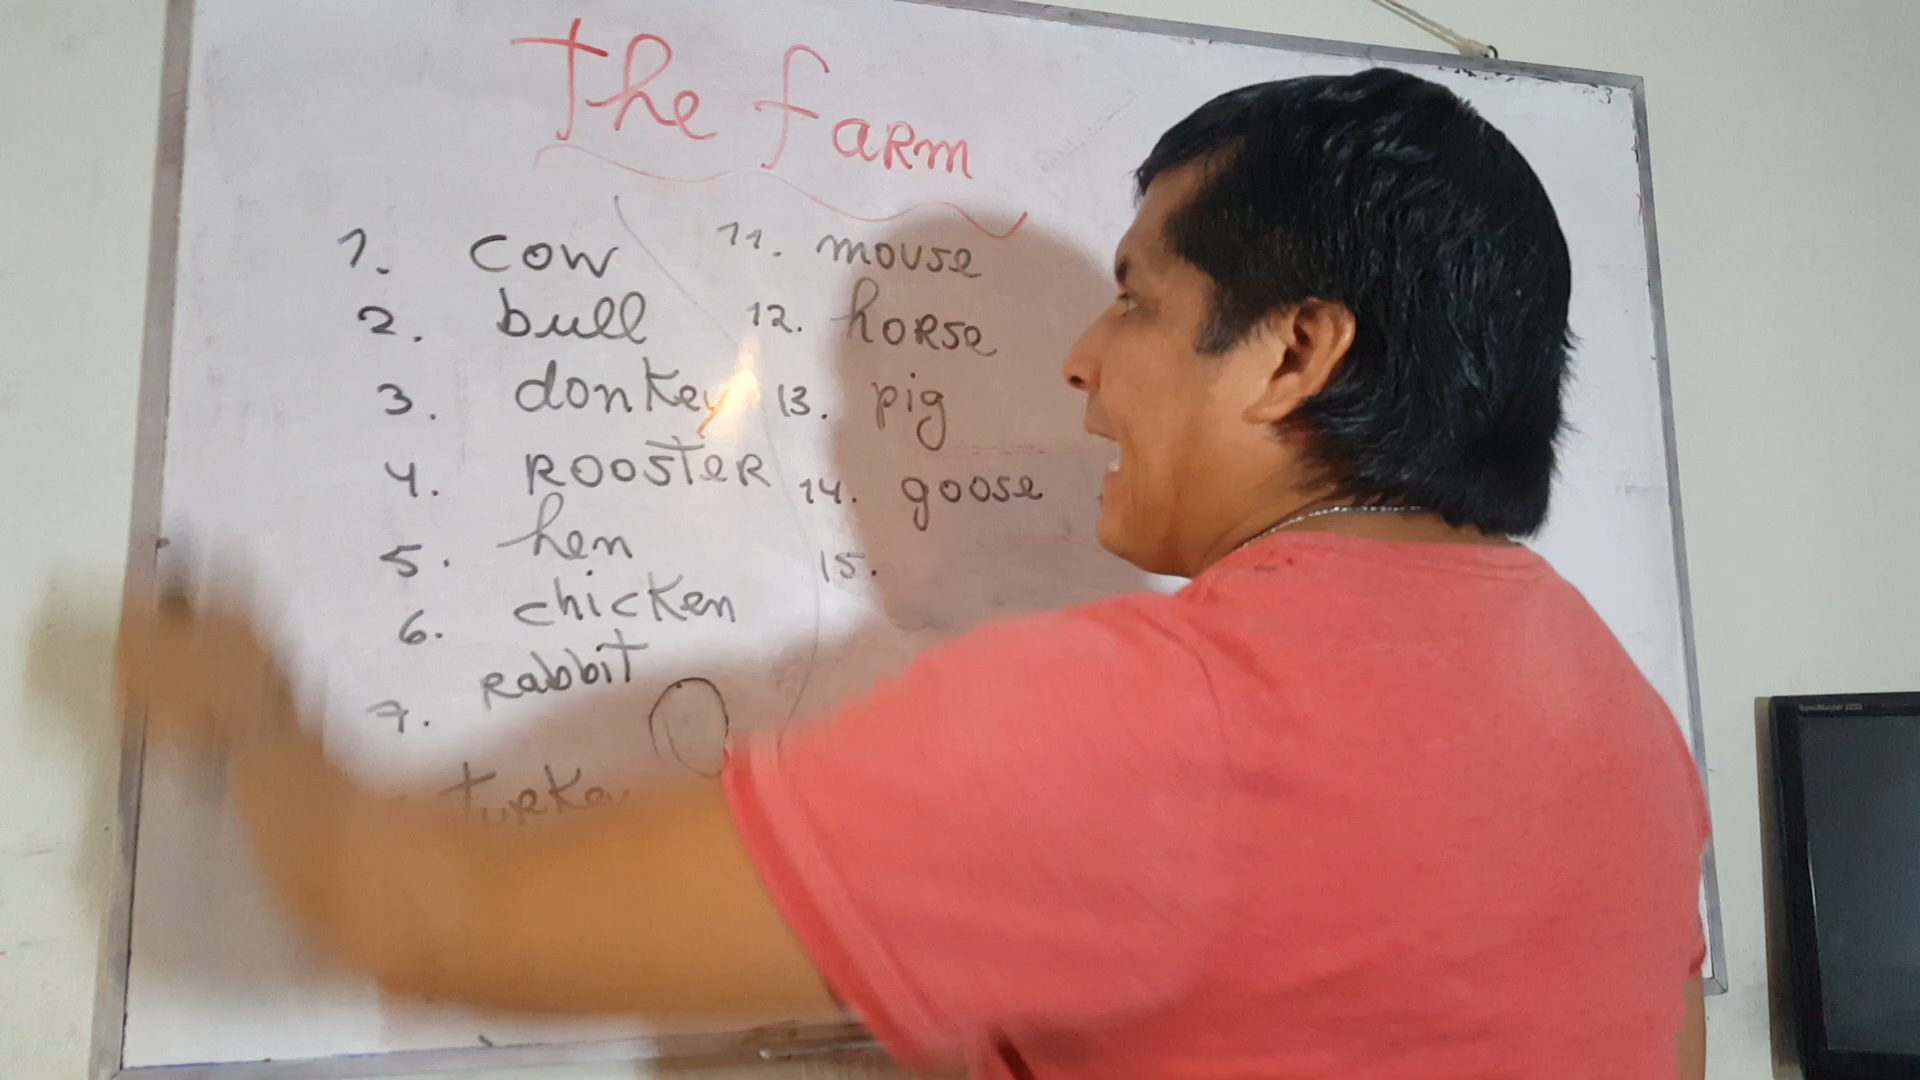 The farm
1. cow
2. bull
3. donkey
4. ROOSTER
5. hen
6. chicken
7. Rabbit
11. mouse
12. hoRse
13. pig
14. goose
15.